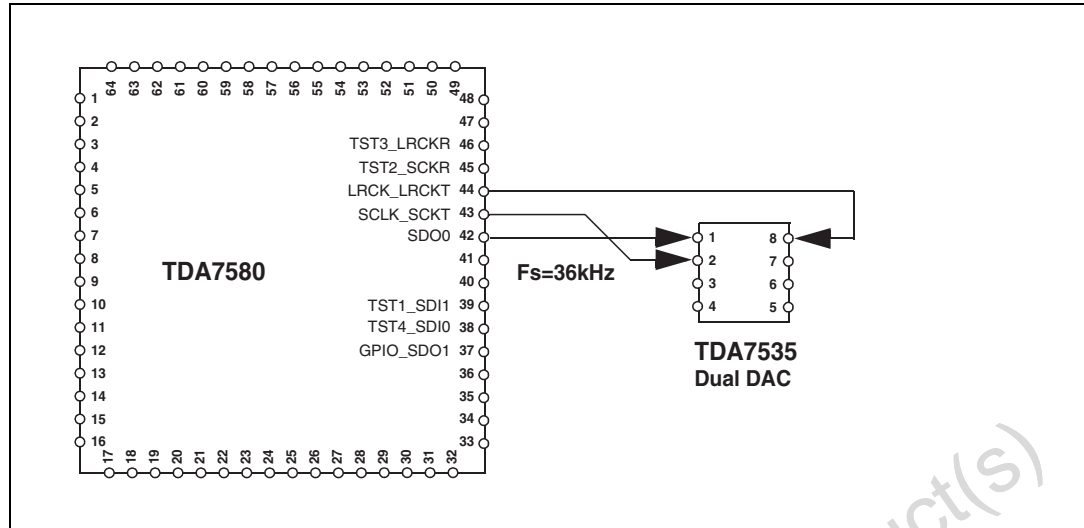 64 63 62 61 60 59 58 57 56 55 54 53 52 51 50 49
1
2
3
4
5
6
7
8
9
10
11
12
13
14
15
16
TDA7580
48
47
TST3_LRCKR 46
TST2_SCKR 45
LRCK_LRCKT 44
SCLK_SCKT 43
SDO0 42
41
40
TST1_SDI1 39
TST4_SDI0 38
GPIO_SDO1 37
36
35
34
33
17 18 19 20 21 22 23 24 25 26 27 28 29 30 31 32
Fs=36kHz
1 8
2 7
3 6
4 5
TDA7535
Dual DAC
uct(s)